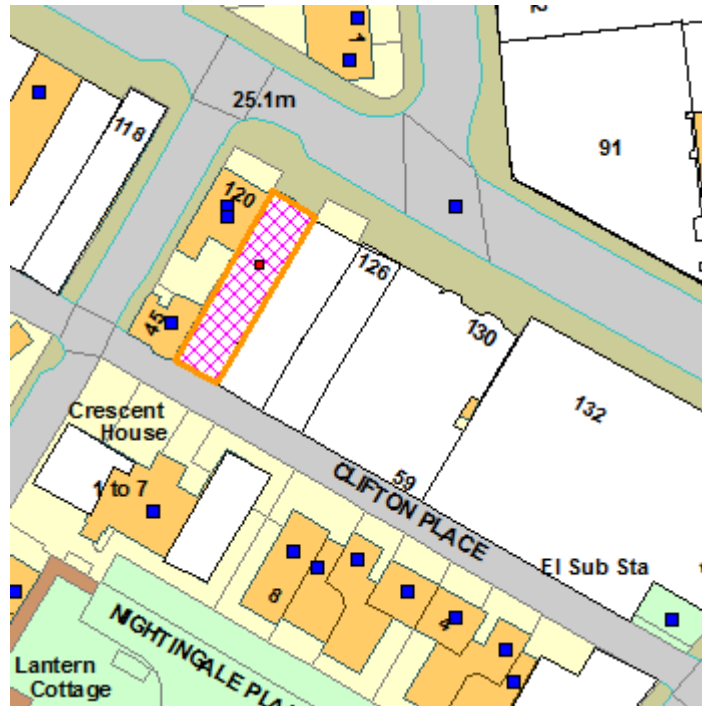 1
25.1m
118
91
120
126
45
130
132
Crescent
House
59
1 to 7
CLIFTON PLACE
El Sub Sta
8
4
NIGHTINGALE PLA
Lantern
Cottage